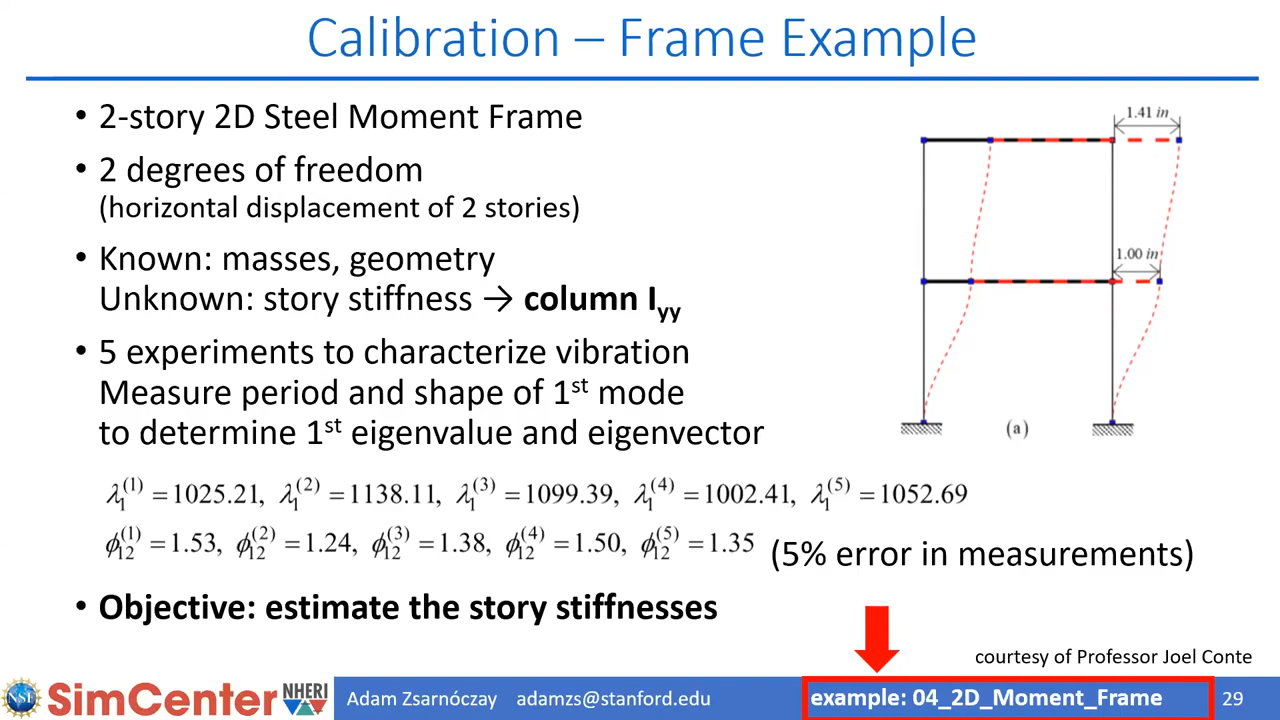 Calibration – Frame Example
• 2-story 2D Steel Moment Frame
• 2 degrees of freedom
(horizontal displacement of 2 stories)
• Known: masses, geometry
Unknown: story stiffness → column Iyy
• 5 experiments to characterize vibration
Measure period and shape of 1st mode
to determine 1st eigenvalue and eigenvector
1.41 in
1.00 in
(a)
λ₁⁽¹⁾ = 1025.21, λ₁⁽²⁾ = 1138.11, λ₁⁽³⁾ = 1099.39, λ₁⁽⁴⁾ = 1002.41, λ₁⁽⁵⁾ = 1052.69
ϕ₁₂⁽¹⁾ = 1.53, ϕ₁₂⁽²⁾ = 1.24, ϕ₁₂⁽³⁾ = 1.38, ϕ₁₂⁽⁴⁾ = 1.50, ϕ₁₂⁽⁵⁾ = 1.35 (5% error in measurements)
• Objective: estimate the story stiffnesses
courtesy of Professor Joel Conte
NSF SimCenter NHERI Adam Zsarnóczay adamzs@stanford.edu example: 04_2D_Moment_Frame 29